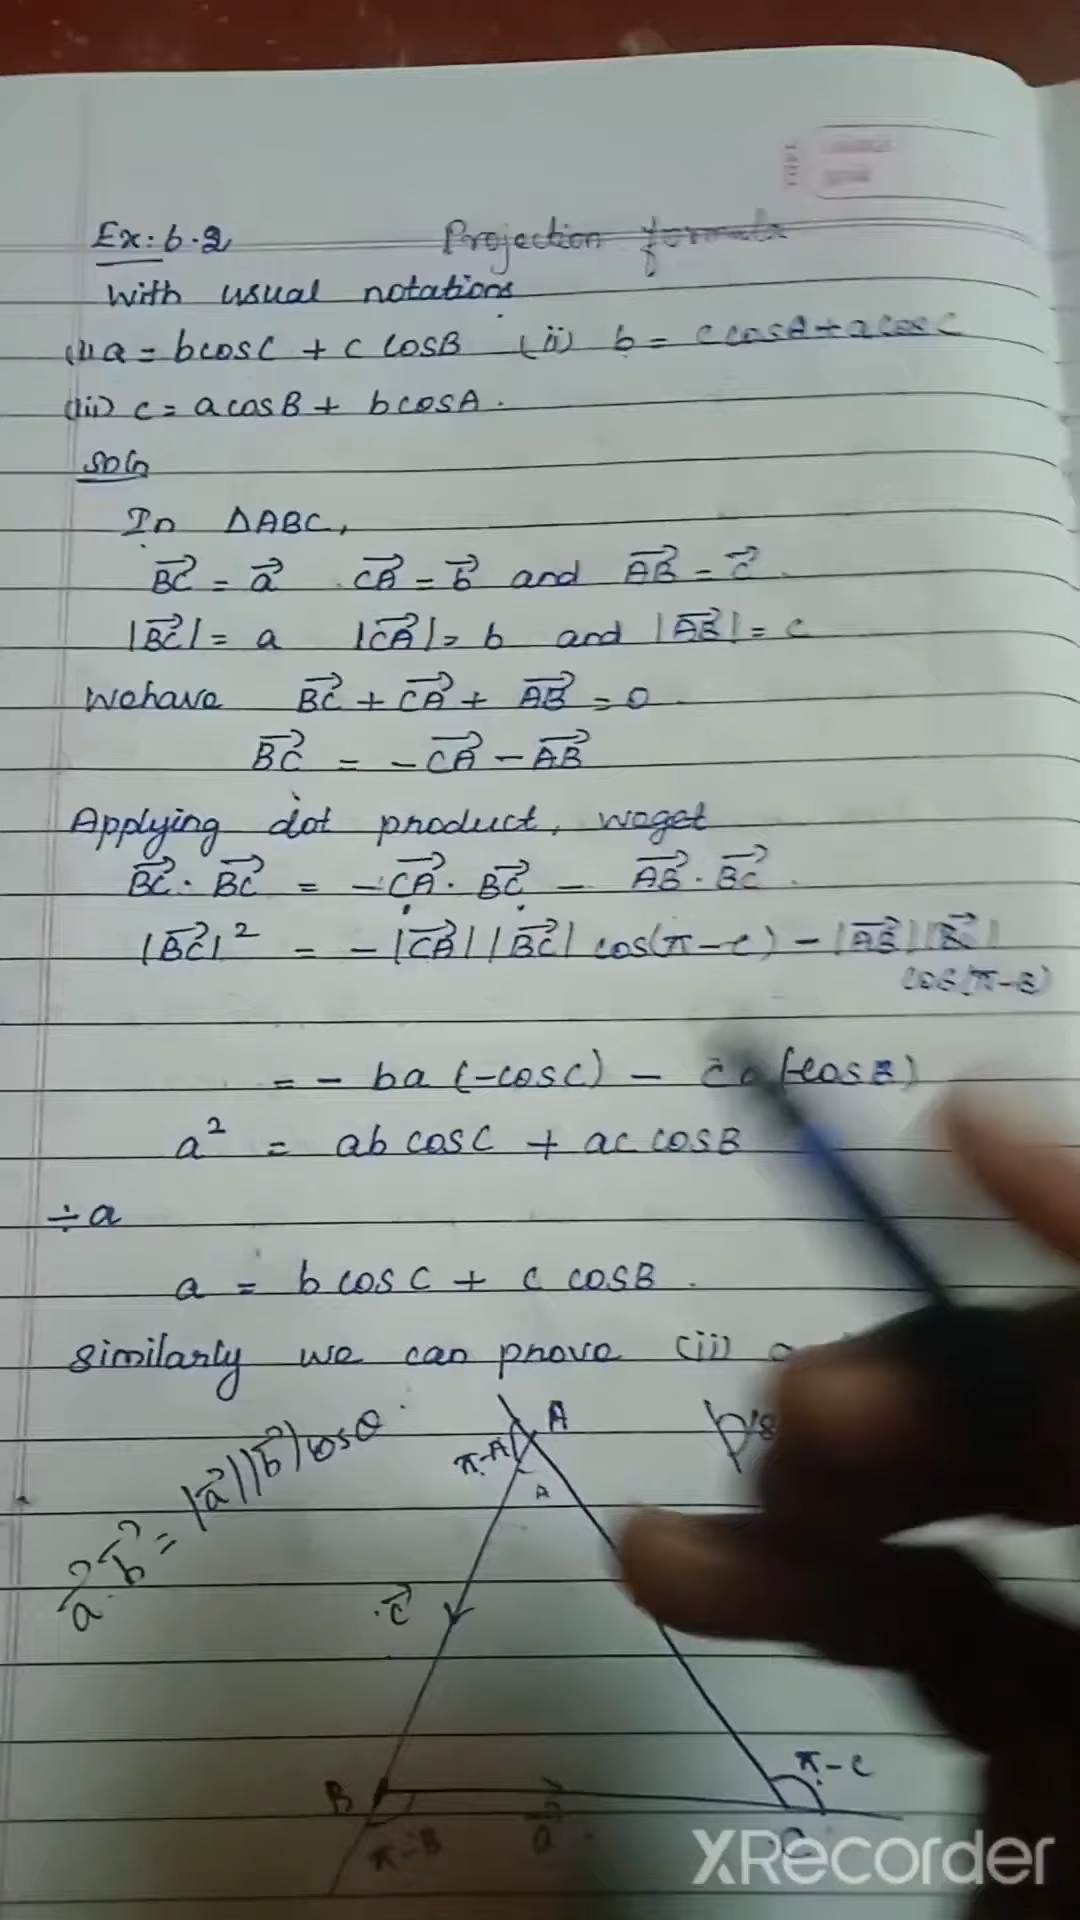 Ex: 6.2 Projection formula
With usual notations
(i) a = b cos C + c cos B (ii) b = c cos A + a cos C
(iii) c = a cos B + b cos A.
Soln
In ΔABC,
BC⃗ = a⃗ CA⃗ = b⃗ and AB⃗ = c⃗.
|BC⃗| = a |CA⃗| = b and |AB⃗| = c
We have BC⃗ + CA⃗ + AB⃗ = 0
BC⃗ = -CA⃗ - AB⃗
Applying dot product, we get
BC⃗ . BC⃗ = -CA⃗ . BC⃗ - AB⃗ . BC⃗.
|BC⃗|² = -|CA⃗||BC⃗| cos(π-C) - |AB⃗||BC⃗|
cos(π-B)
= - ba (-cos C) - ca (-cos B)
a² = ab cos C + ac cos B
÷a
a = b cos C + c cos B.
Similarly we can prove (ii)
a⃗.b⃗ = |a⃗||b⃗| cos θ
A
π-A
A
c⃗
π-C
B
a⃗
C
π-B
XRecorder